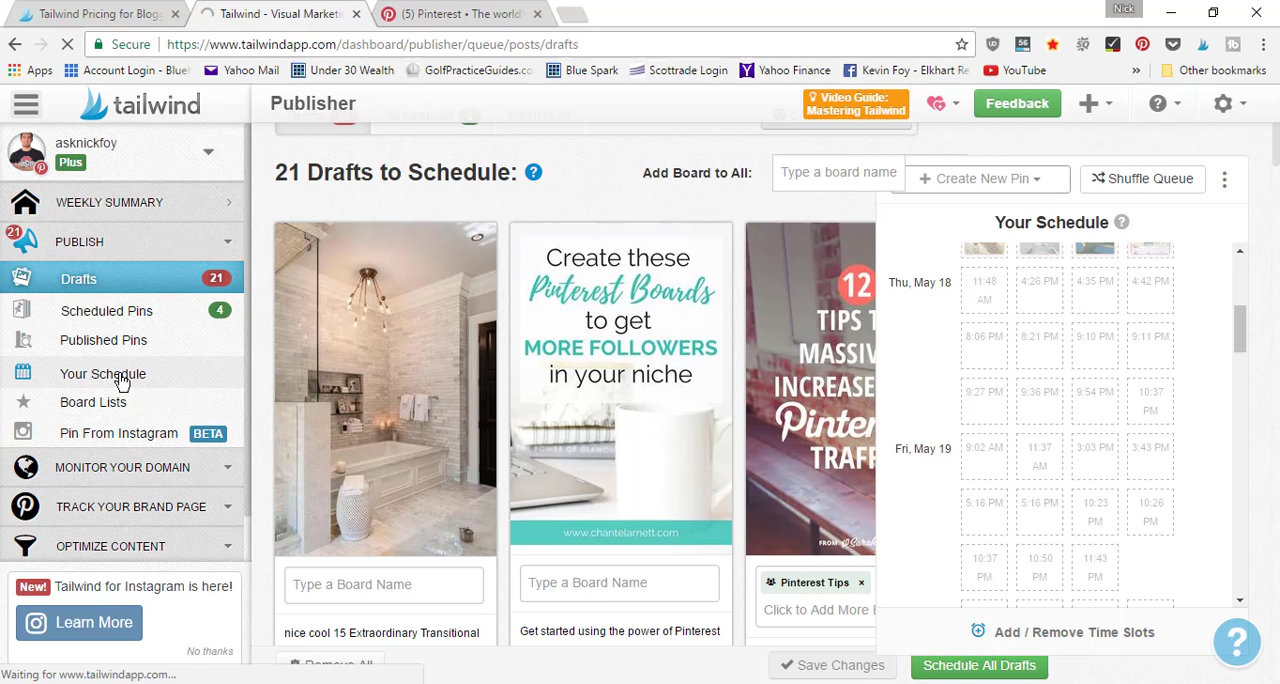 Tailwind Pricing for Blogg
Tailwind - Visual Marketi
(5) Pinterest • The world'
Nick
Secure
https://www.tailwindapp.com/dashboard/publisher/queue/posts/drafts
56
Apps
Account Login - Blue
Yahoo Mail
Under 30 Wealth
GolfPracticeGuides.co
Blue Spark
Scottrade Login
Yahoo Finance
Kevin Foy - Elkhart Re
YouTube
»
Other bookmarks
tailwind
Publisher
Video Guide:
Mastering Tailwind
Feedback
asknickfoy
Plus
WEEKLY SUMMARY
21
PUBLISH
Drafts
21
Scheduled Pins
4
Published Pins
Your Schedule
Board Lists
Pin From Instagram
BETA
MONITOR YOUR DOMAIN
TRACK YOUR BRAND PAGE
OPTIMIZE CONTENT
New! Tailwind for Instagram is here!
Learn More
No thanks
Waiting for www.tailwindapp.com...
21 Drafts to Schedule:
Add Board to All:
Type a board name
Create these
Pinterest Boards
to get
MORE FOLLOWERS
in your niche
www.chantelarnett.com
12
TIPS T
MASSIV
INCREASE
Pinter
TRAFF
Type a Board Name
Type a Board Name
Pinterest Tips ×
Click to Add More
nice cool 15 Extraordinary Transitional
Get started using the power of Pinterest
Remove All
Save Changes
Schedule All Drafts
Create New Pin
Shuffle Queue
Your Schedule
Thu, May 18
11:48 AM
4:26 PM
4:35 PM
4:42 PM
8:06 PM
8:21 PM
9:10 PM
9:11 PM
9:27 PM
9:36 PM
9:54 PM
10:37 PM
Fri, May 19
9:02 AM
11:37 AM
3:03 PM
3:43 PM
5:16 PM
5:16 PM
10:23 PM
10:26 PM
10:37 PM
10:50 PM
11:43 PM
Add / Remove Time Slots